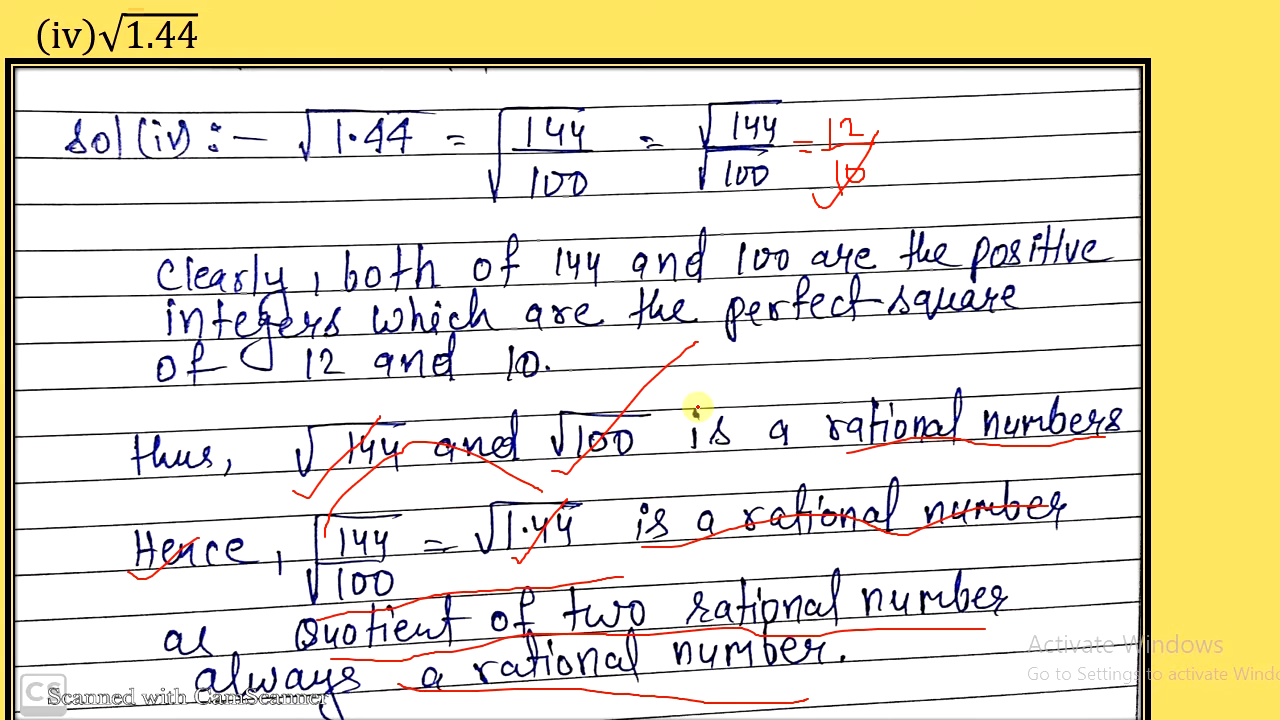 (iv)√1.44
Sol (iv) :- √1.44 = √144/100 = √144/√100 = 12/10
Clearly, both of 144 and 100 are the positive
integers which are the perfect square
of 12 and 10.
thus, √144 and √100 is a rational numbers
Hence, √144/√100 = √1.44 is a rational number
as quotient of two rational number
always a rational number.
Activate Windows
Go to Settings to activate Wind
CS Scanned with CamScanner